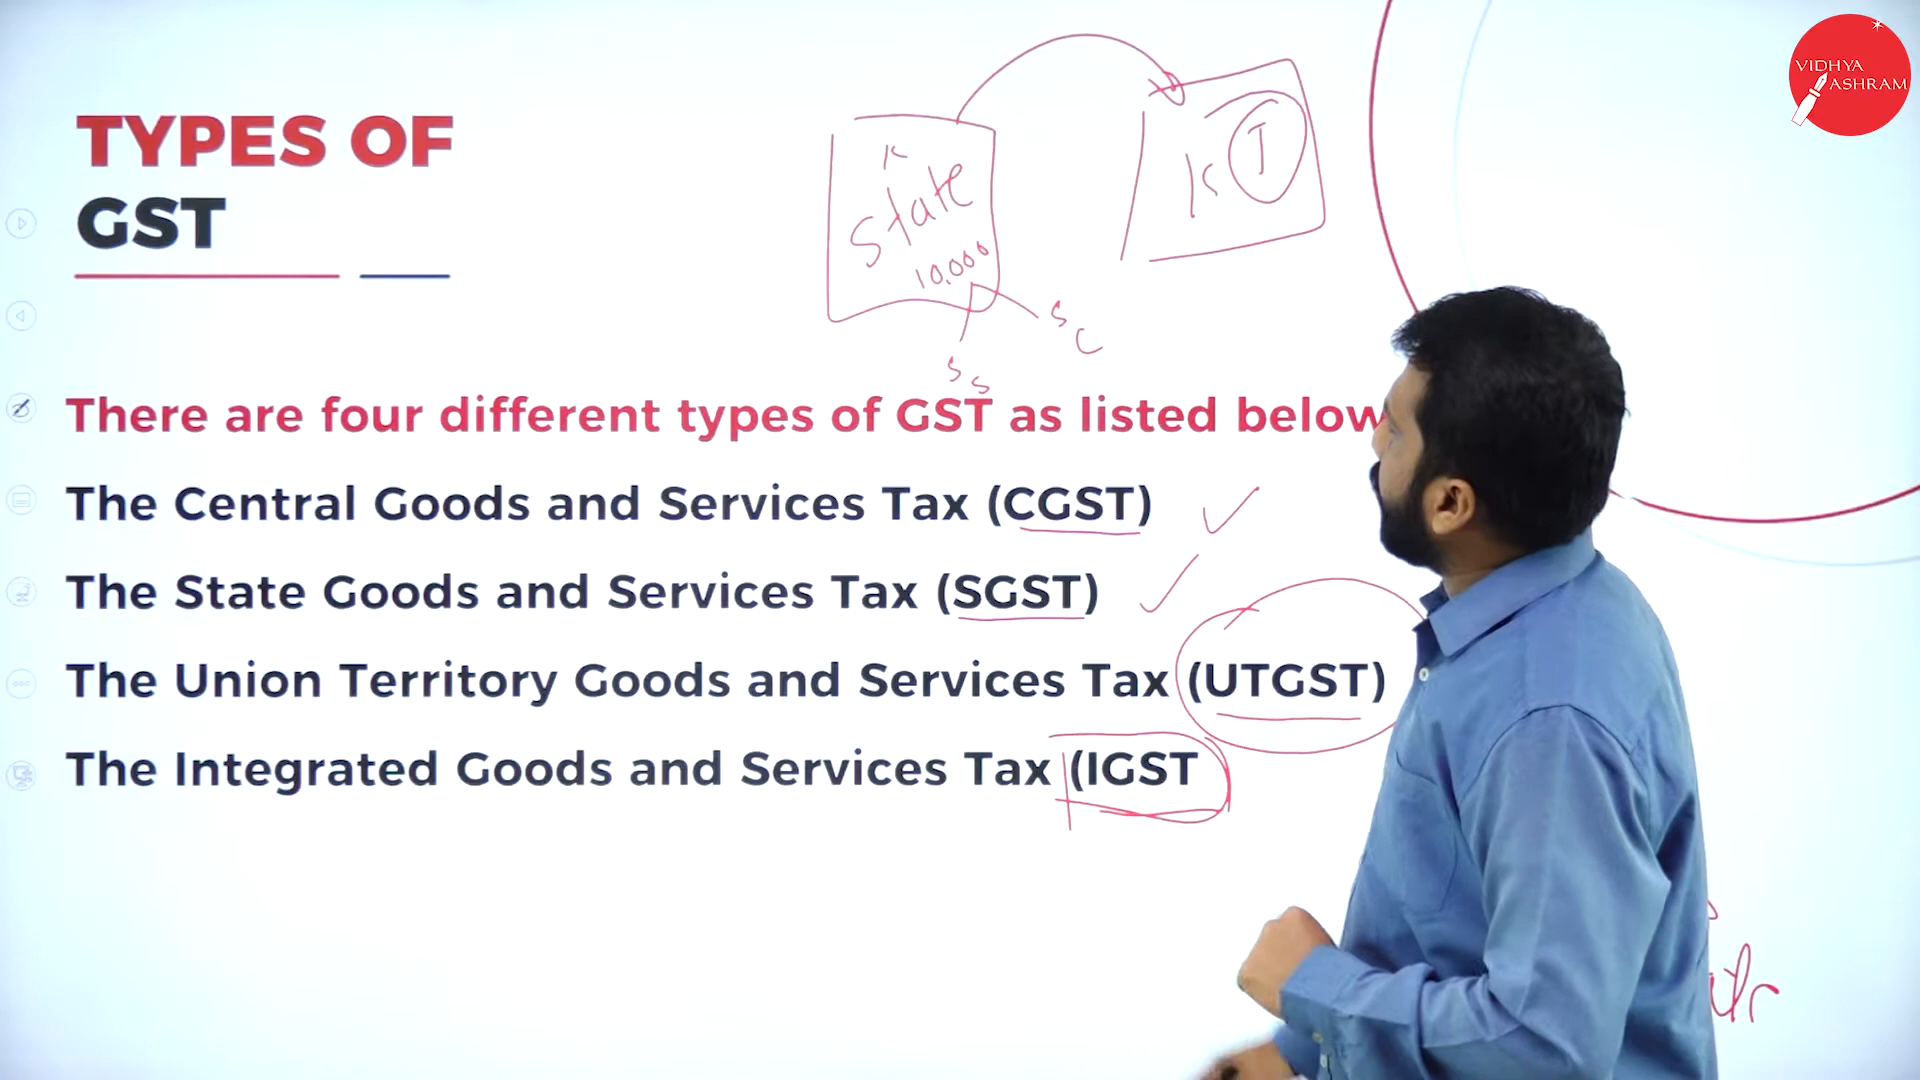 VIDHYA
ASHRAM
TYPES OF
GST
K
State
10,000
K T
S
C
S
S
There are four different types of GST as listed below
The Central Goods and Services Tax (CGST)
The State Goods and Services Tax (SGST)
The Union Territory Goods and Services Tax (UTGST)
The Integrated Goods and Services Tax (IGST